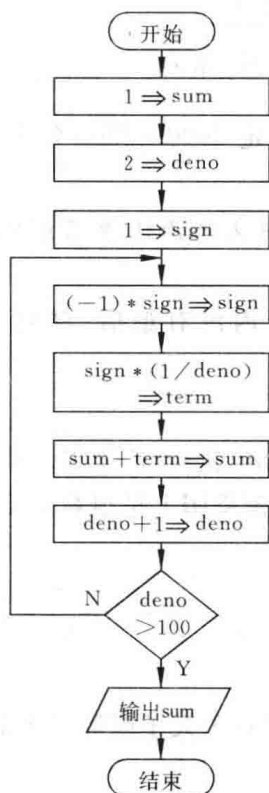 开始
1⇒sum
2⇒deno
1⇒sign
(-1)*sign⇒sign
sign*(1/deno)
⇒term
sum+term⇒sum
deno+1⇒deno
N
deno
>100
Y
输出sum
结束